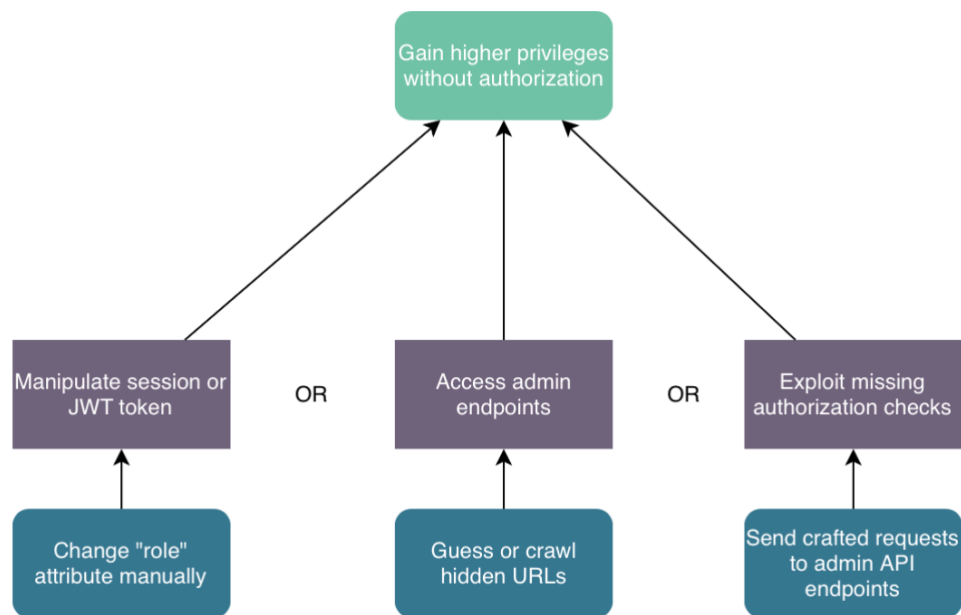 Gain higher privileges
without authorization
Manipulate session or
JWT token
OR
Access admin
endpoints
OR
Exploit missing
authorization checks
Change "role"
attribute manually
Guess or crawl
hidden URLs
Send crafted requests
to admin API
endpoints